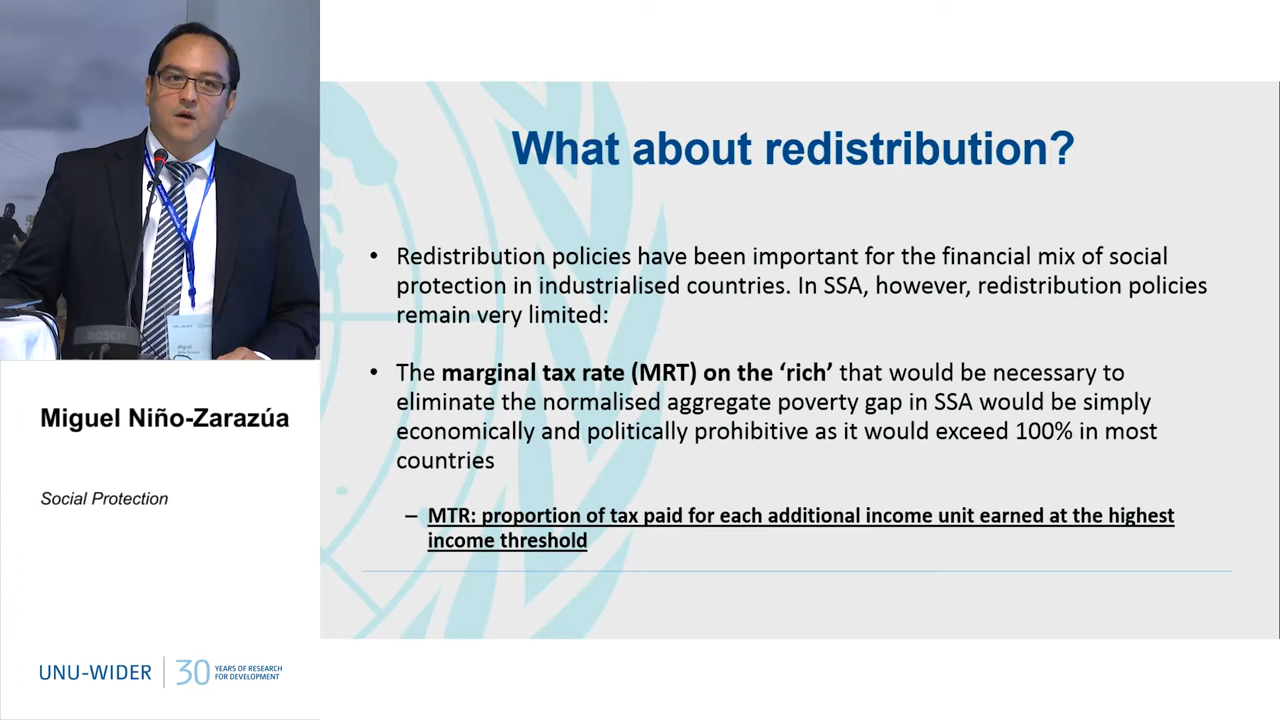 What about redistribution?
• Redistribution policies have been important for the financial mix of social
protection in industrialised countries. In SSA, however, redistribution policies
remain very limited:
• The marginal tax rate (MRT) on the ‘rich’ that would be necessary to
eliminate the normalised aggregate poverty gap in SSA would be simply
economically and politically prohibitive as it would exceed 100% in most
countries
– MTR: proportion of tax paid for each additional income unit earned at the highest
income threshold
BOSCH
UNU-WIDER
Miguel
Miguel Niño-Zarazúa
Social Protection
UNU-WIDER
30 YEARS OF RESEARCH
FOR DEVELOPMENT